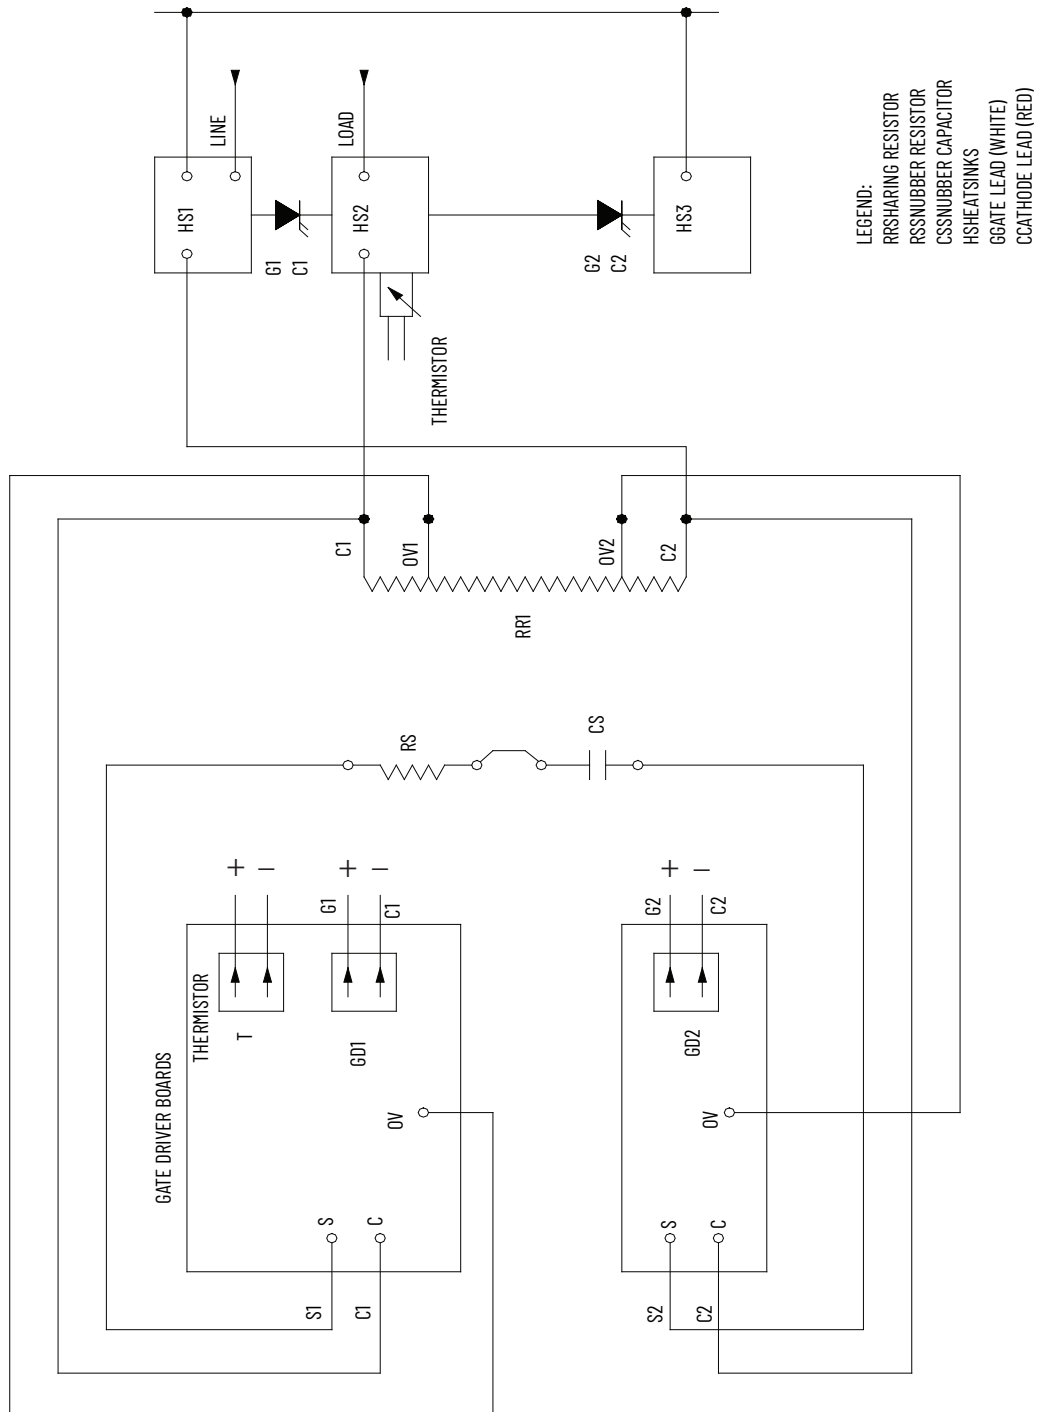 LINE
LOAD
HS1
HS2
HS3
G1
C1
G2
C2
THERMISTOR
LEGEND:
RRSHARING RESISTOR
RSSNUBBER RESISTOR
CSSNUBBER CAPACITOR
HSHEATSINKS
GGATE LEAD (WHITE)
CCATHODE LEAD (RED)
C1
OV1
OV2
C2
RR1
RS
CS
+
–
+
–
+
–
G1
C1
G2
C2
GATE DRIVER BOARDS
THERMISTOR
T
GD1
GD2
OV
OV
S
C
S
C
S1
C1
S2
C2